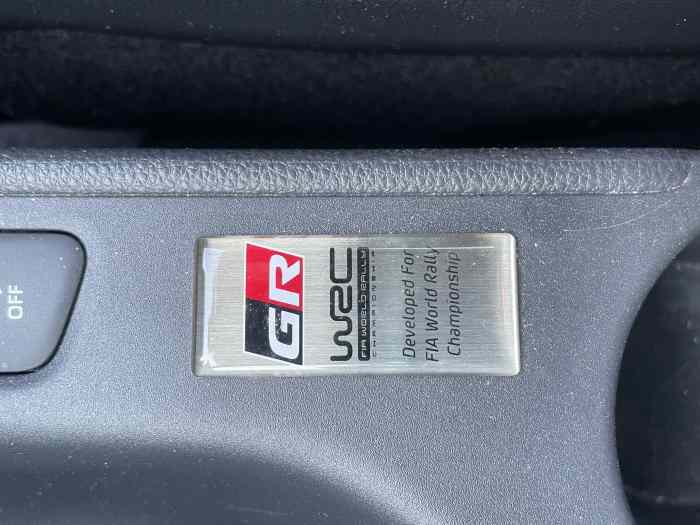 OFF
GR
WRC
FIA WORLD RALLY
CHAMPIONSHIP
Developed For
FIA World Rally
Championship